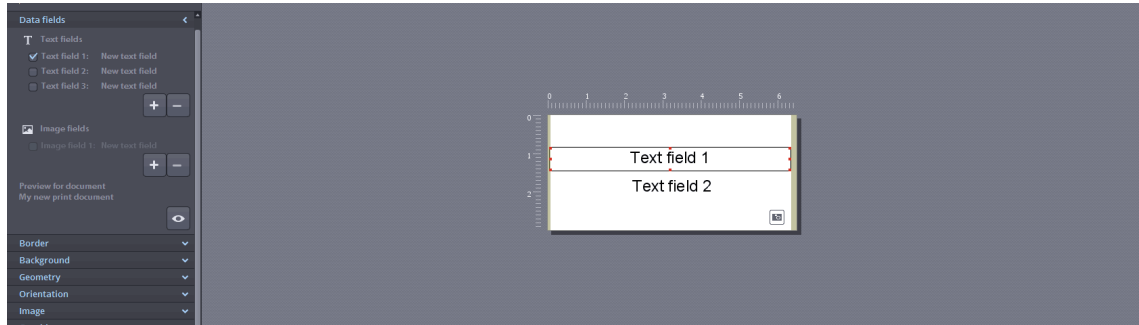 Data fields
T Text fields
Text field 1: New text field
Text field 2: New text field
Text field 3: New text field
+ −
Image fields
Image field 1: New text field
+ −
Preview for document
My new print document
Border
Background
Geometry
Orientation
Image
0 1 2 3 4 5 6
0
1
2
Text field 1
Text field 2